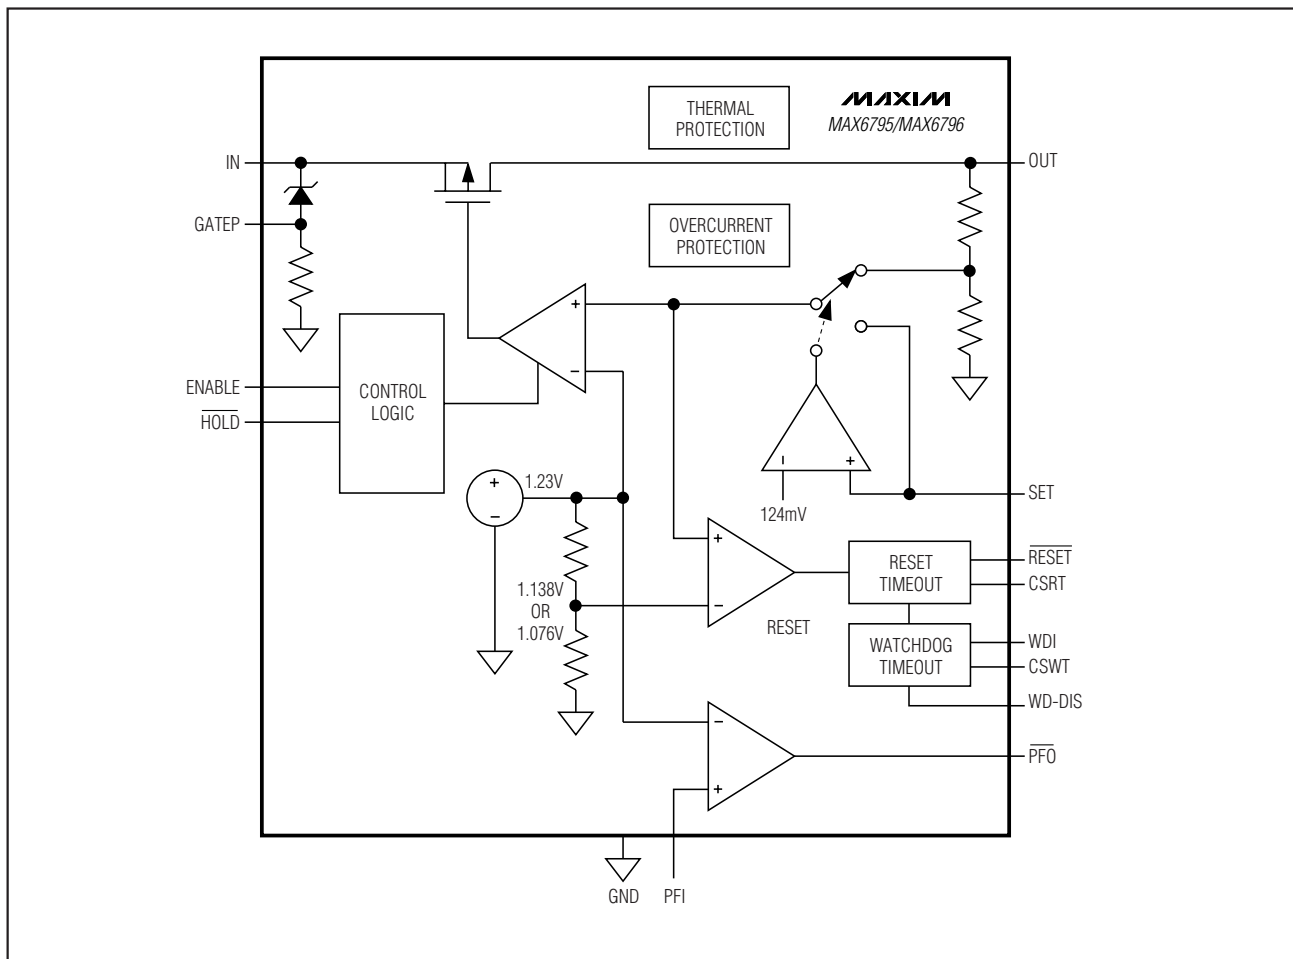 THERMAL
PROTECTION
MAXIM
MAX6795/MAX6796
IN
OUT
GATEP
OVERCURRENT
PROTECTION
+
−
ENABLE
HOLD
CONTROL
LOGIC
+
−
1.23V
− +
124mV
SET
1.138V
OR
1.076V
+
−
RESET
RESET
TIMEOUT
RESET
CSRT
WATCHDOG
TIMEOUT
WDI
CSWT
WD-DIS
−
+
PFO
GND
PFI